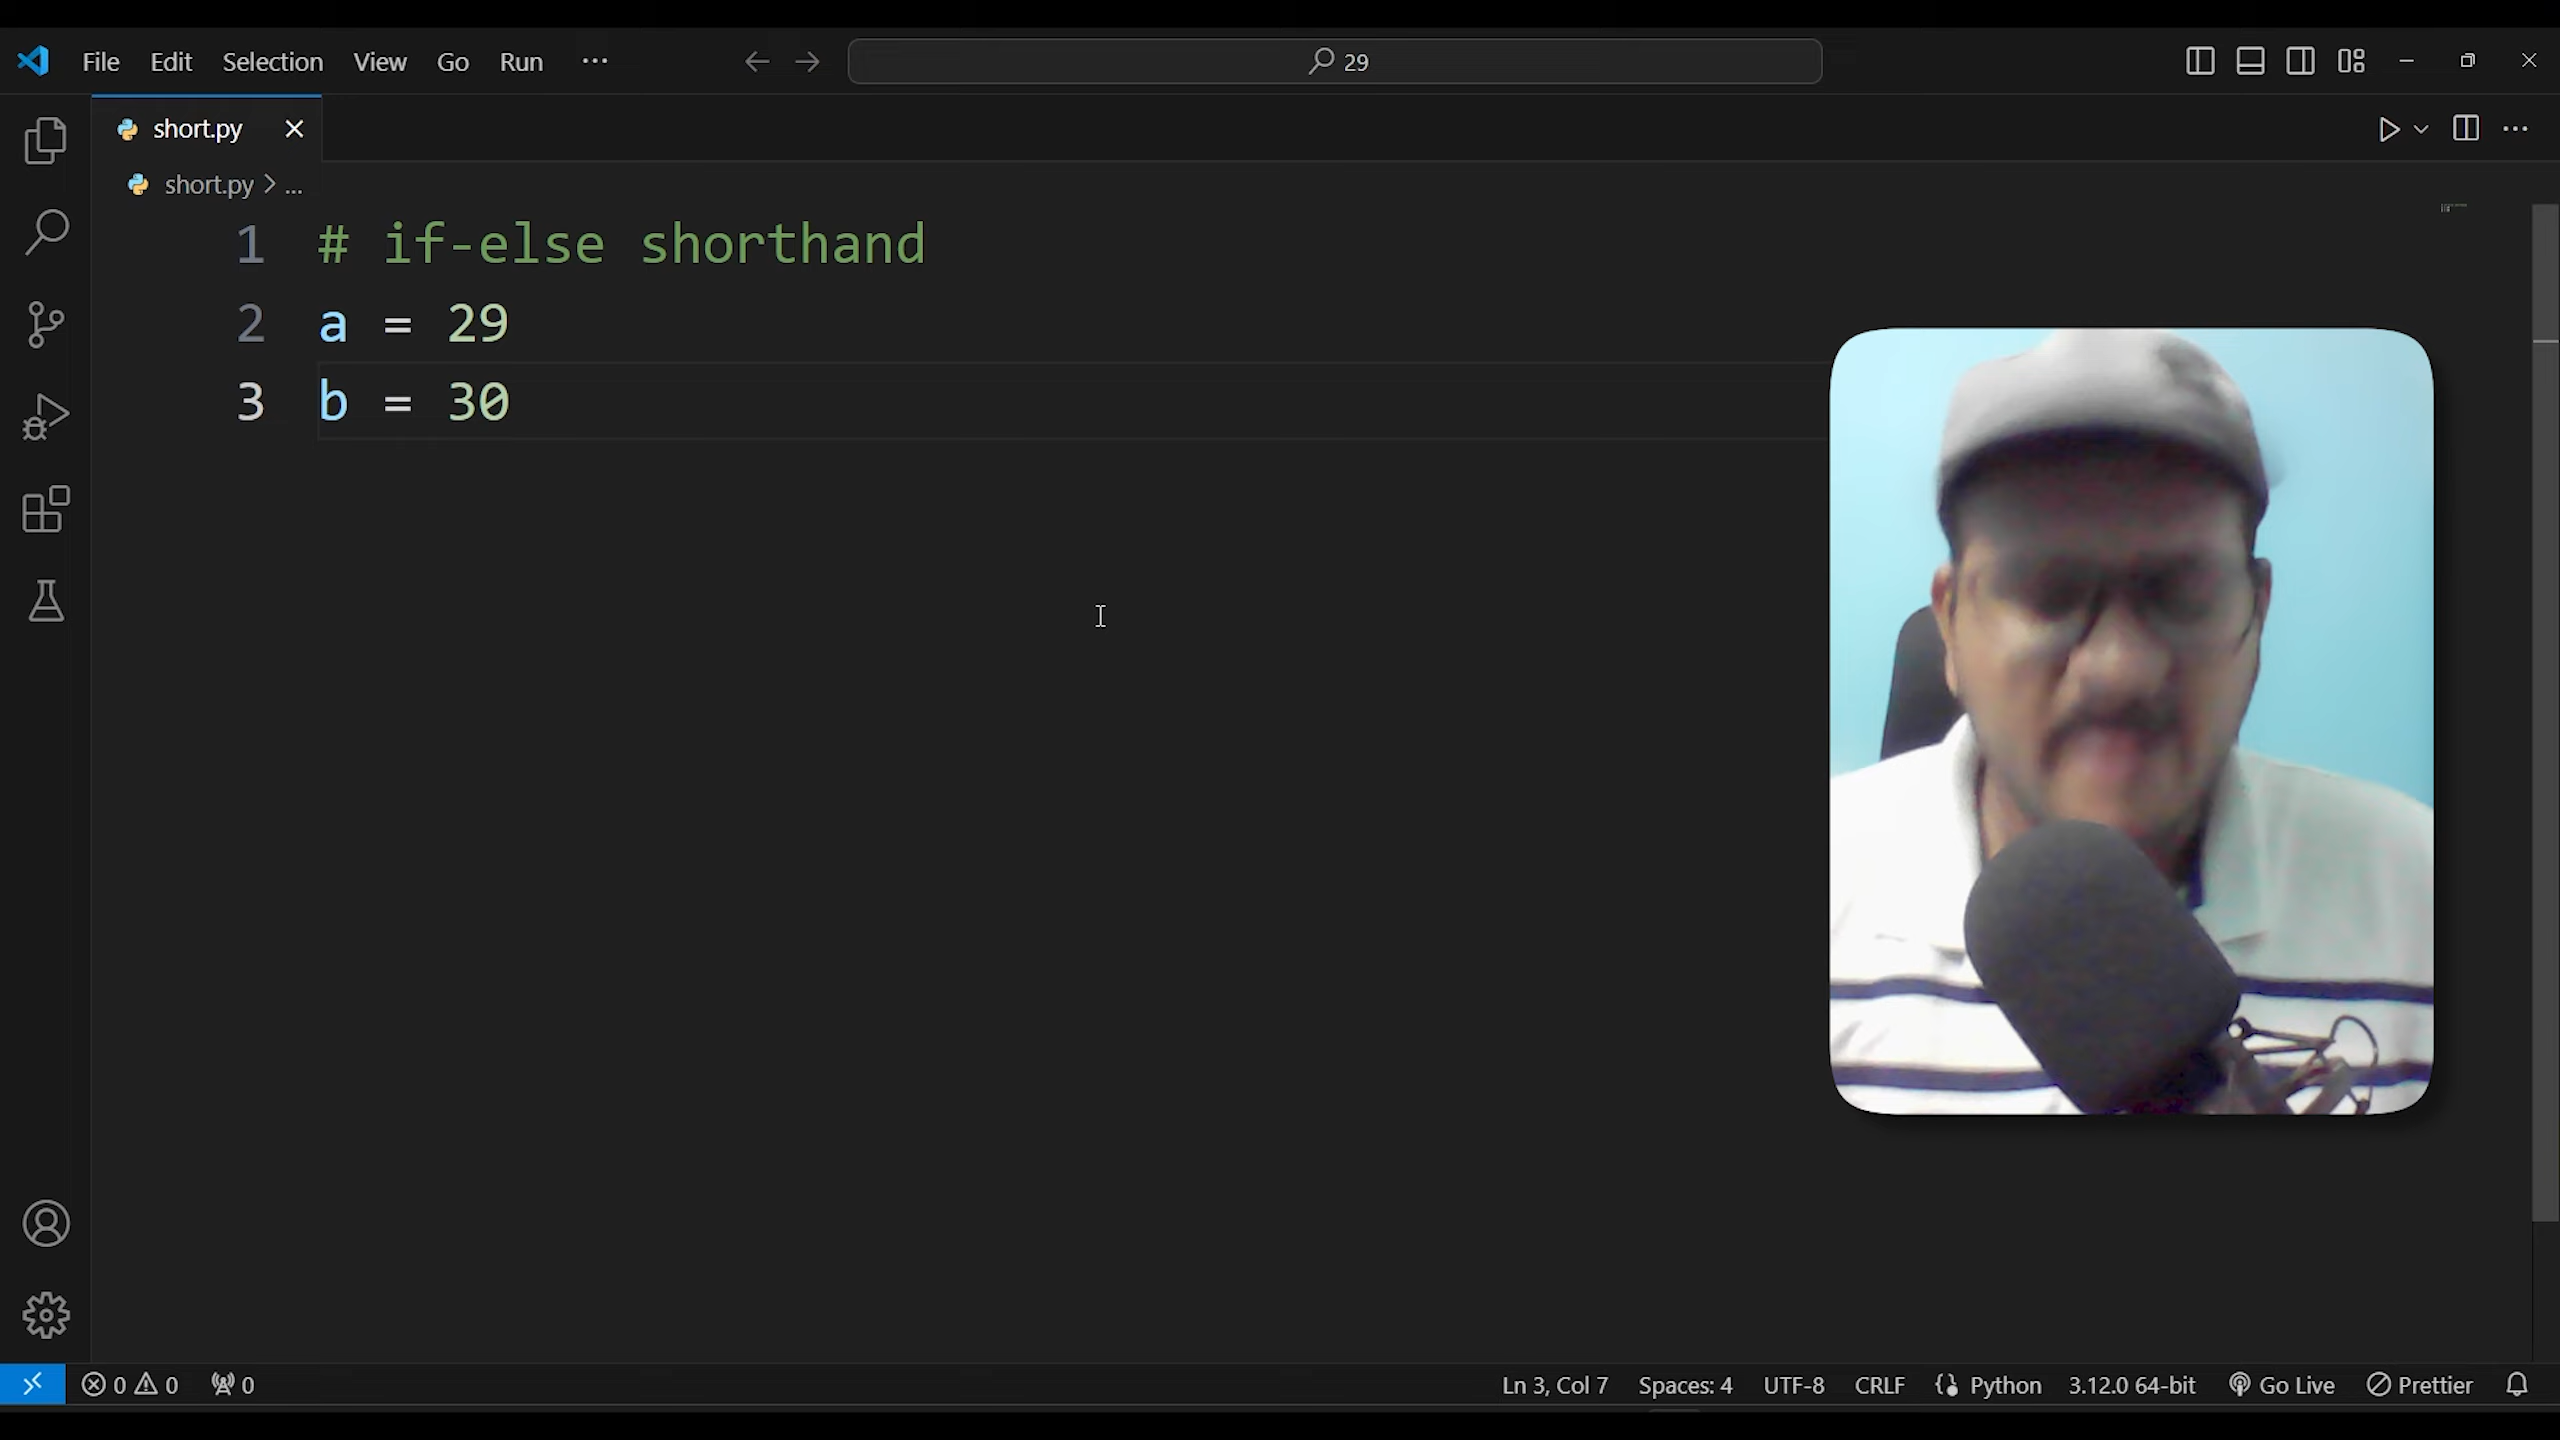 File Edit Selection View Go Run ··· 29
short.py
short.py > ...
1 # if-else shorthand
2 a = 29
3 b = 30
0 0 0 Ln 3, Col 7 Spaces: 4 UTF-8 CRLF Python 3.12.0 64-bit Go Live Prettier